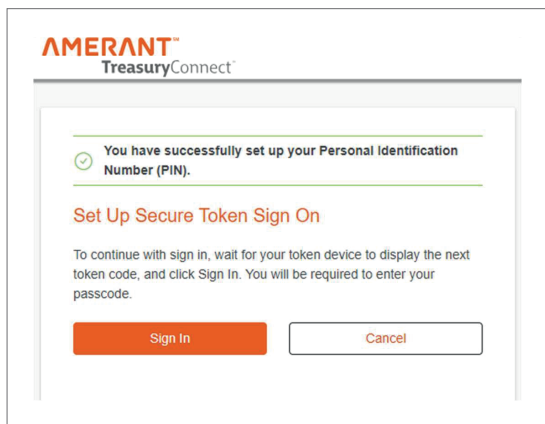 AMERANT™
TreasuryConnect
You have successfully set up your Personal Identification
Number (PIN).
Set Up Secure Token Sign On
To continue with sign in, wait for your token device to display the next
token code, and click Sign In. You will be required to enter your
passcode.
Sign In
Cancel